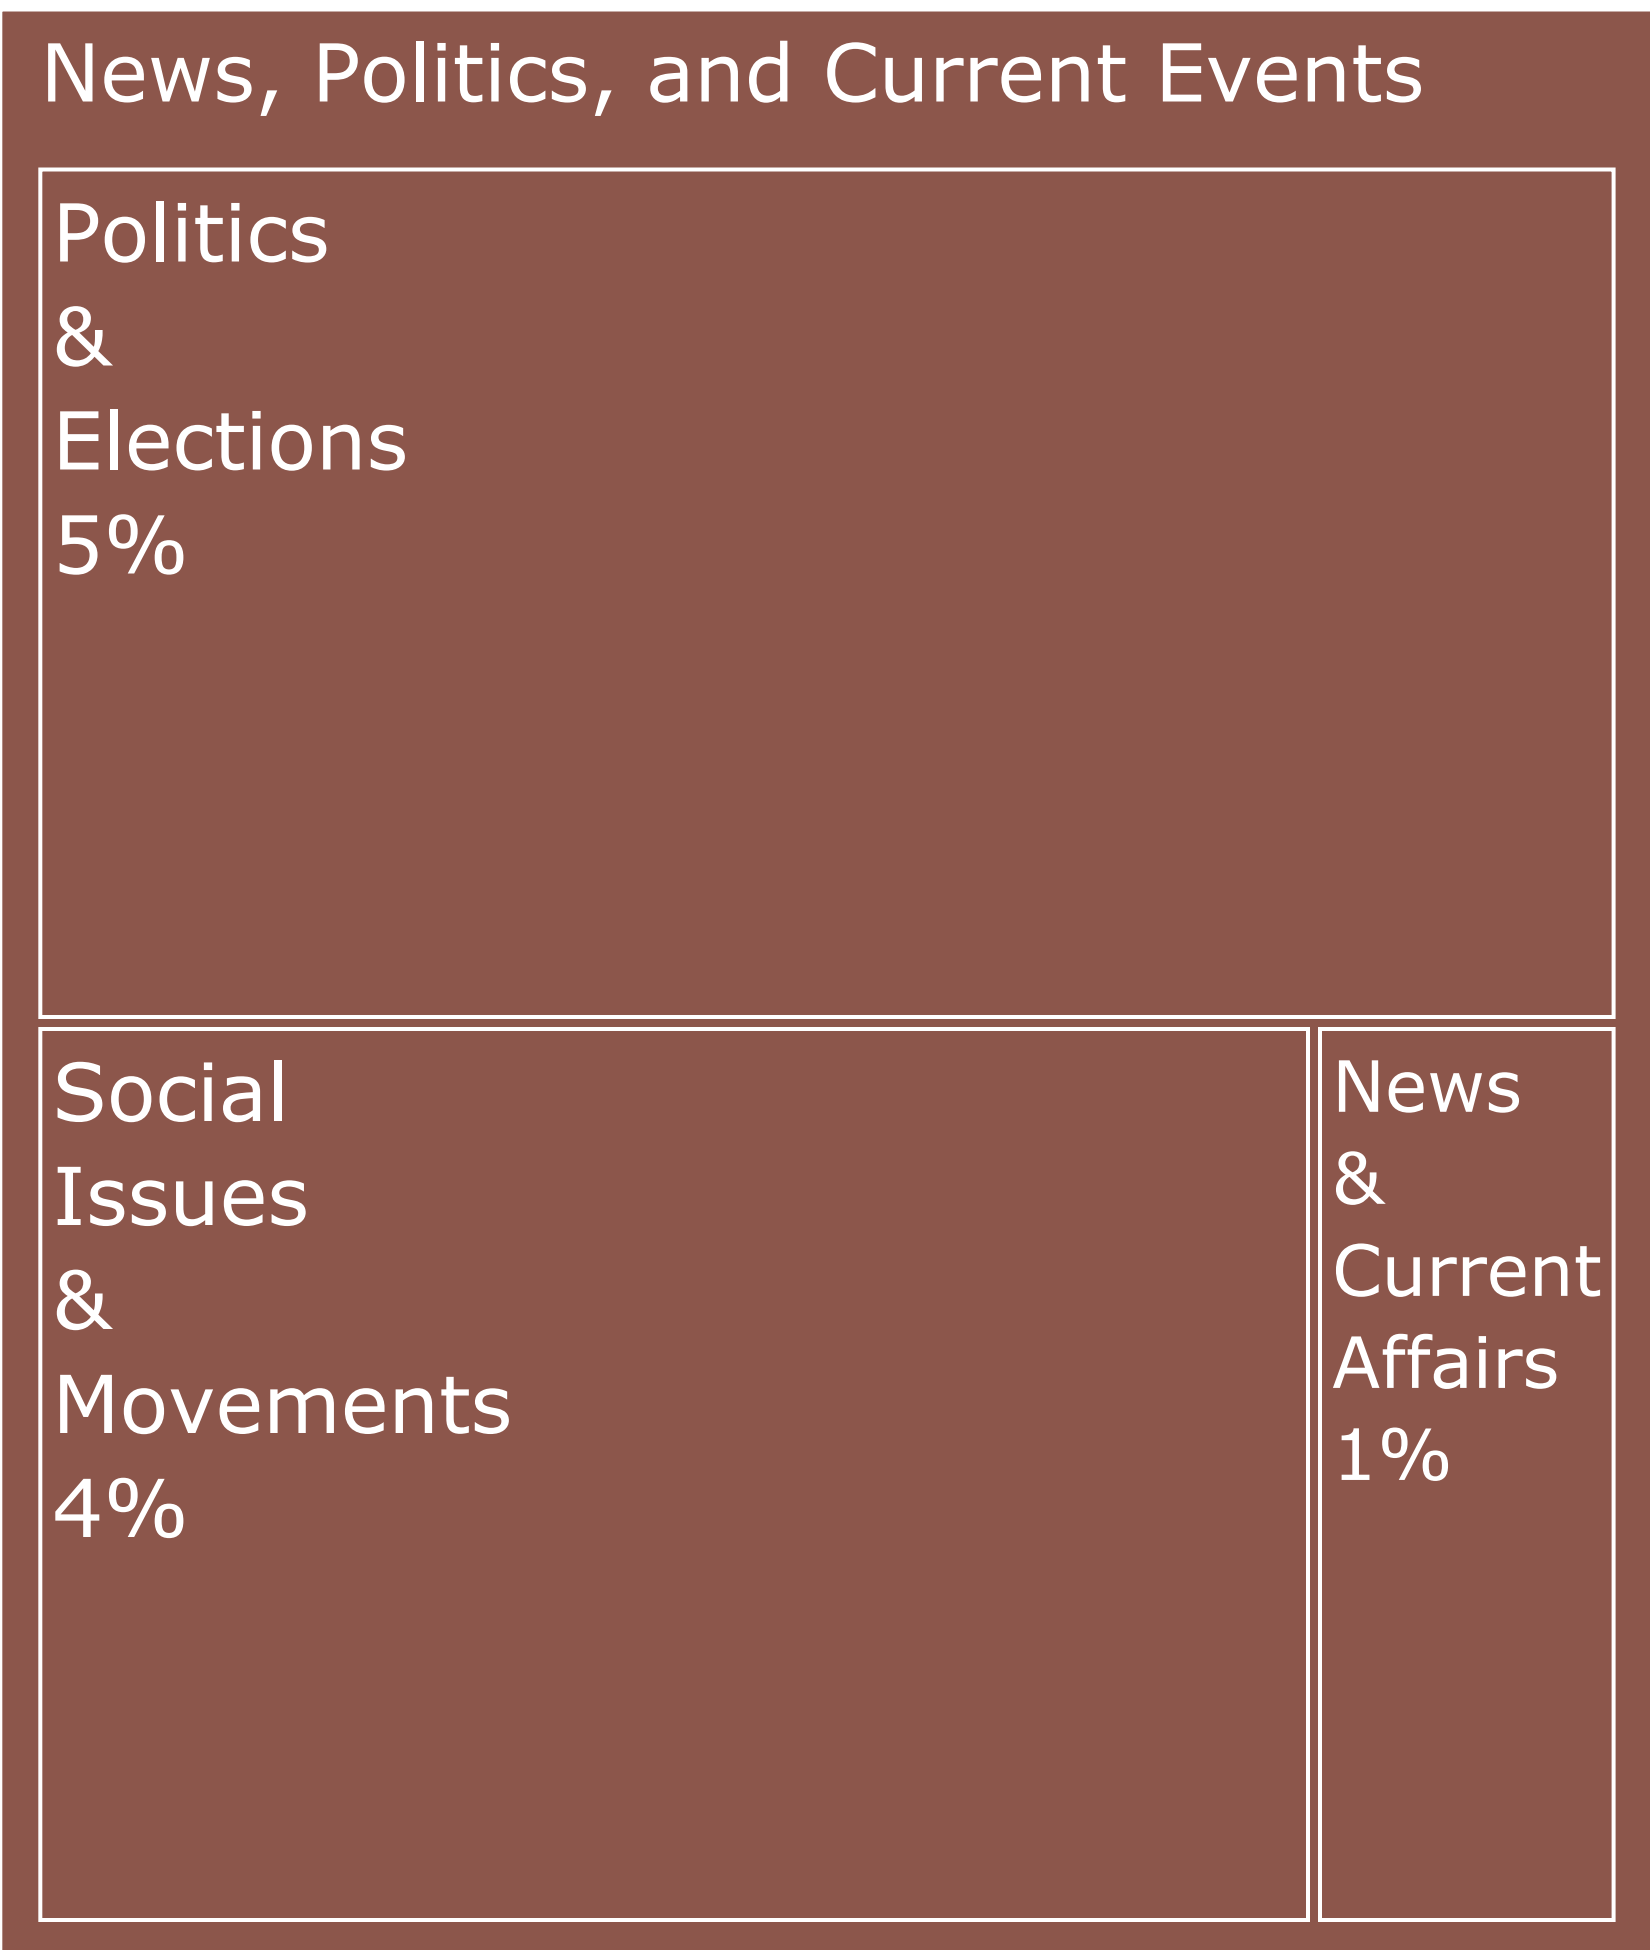 News, Politics, and Current Events
Politics
&
Elections
5%
Social
Issues
&
Movements
4%
News
&
Current
Affairs
1%